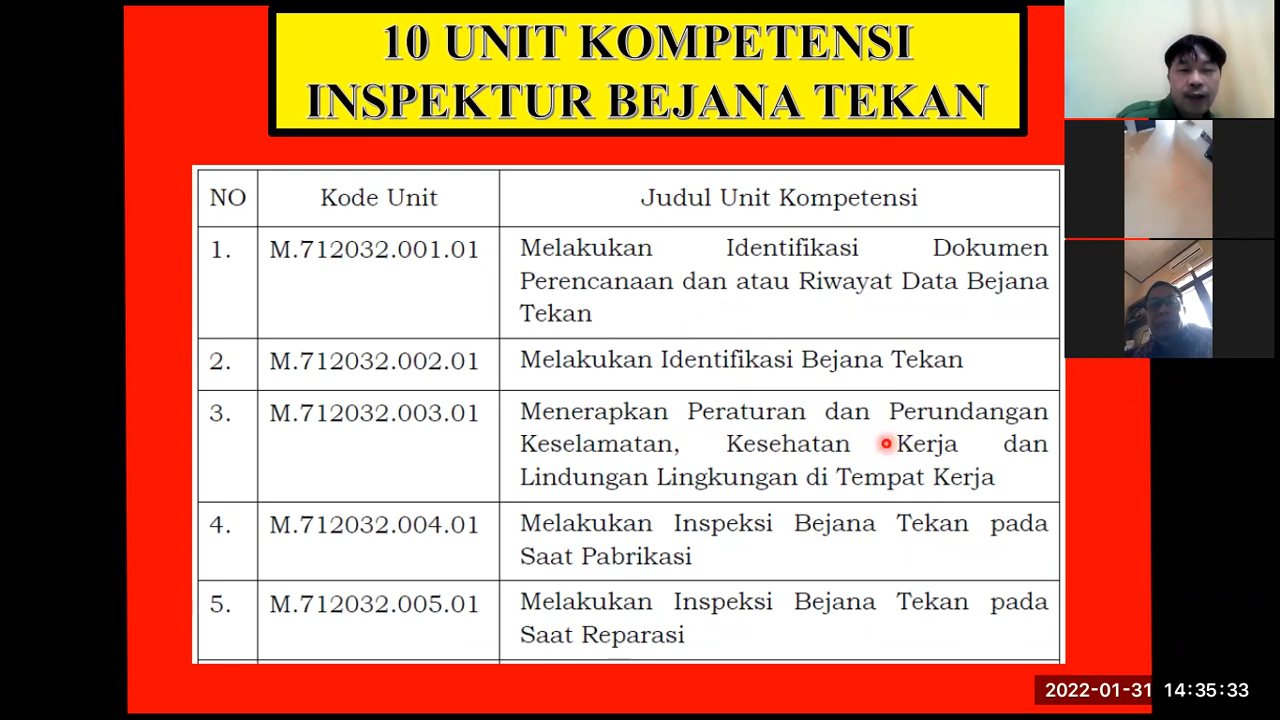 10 UNIT KOMPETENSI
INSPEKTUR BEJANA TEKAN
NO Kode Unit Judul Unit Kompetensi
1. M.712032.001.01 Melakukan Identifikasi Dokumen
Perencanaan dan atau Riwayat Data Bejana
Tekan
2. M.712032.002.01 Melakukan Identifikasi Bejana Tekan
3. M.712032.003.01 Menerapkan Peraturan dan Perundangan
Keselamatan, Kesehatan Kerja dan
Lindungan Lingkungan di Tempat Kerja
4. M.712032.004.01 Melakukan Inspeksi Bejana Tekan pada
Saat Pabrikasi
5. M.712032.005.01 Melakukan Inspeksi Bejana Tekan pada
Saat Reparasi
2022-01-31 14:35:33